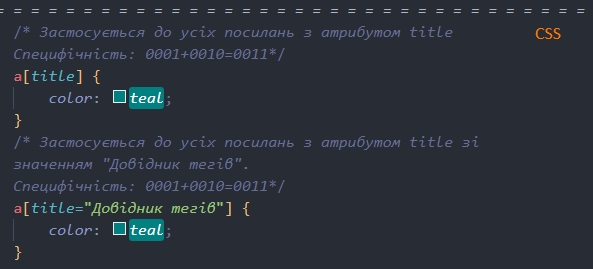 = = = = = = = = = = = = = = = = = = = = = = = = = = = = = = = = = = = = =
/* Застосується до усіх посилань з атрибутом title
CSS
Специфічність: 0001+0010=0011*/
a[title] {
color: teal;
}
/* Застосується до усіх посилань з атрибутом title зі
значенням "Довідник тегів".
Специфічність: 0001+0010=0011*/
a[title="Довідник тегів"] {
color: teal;
}